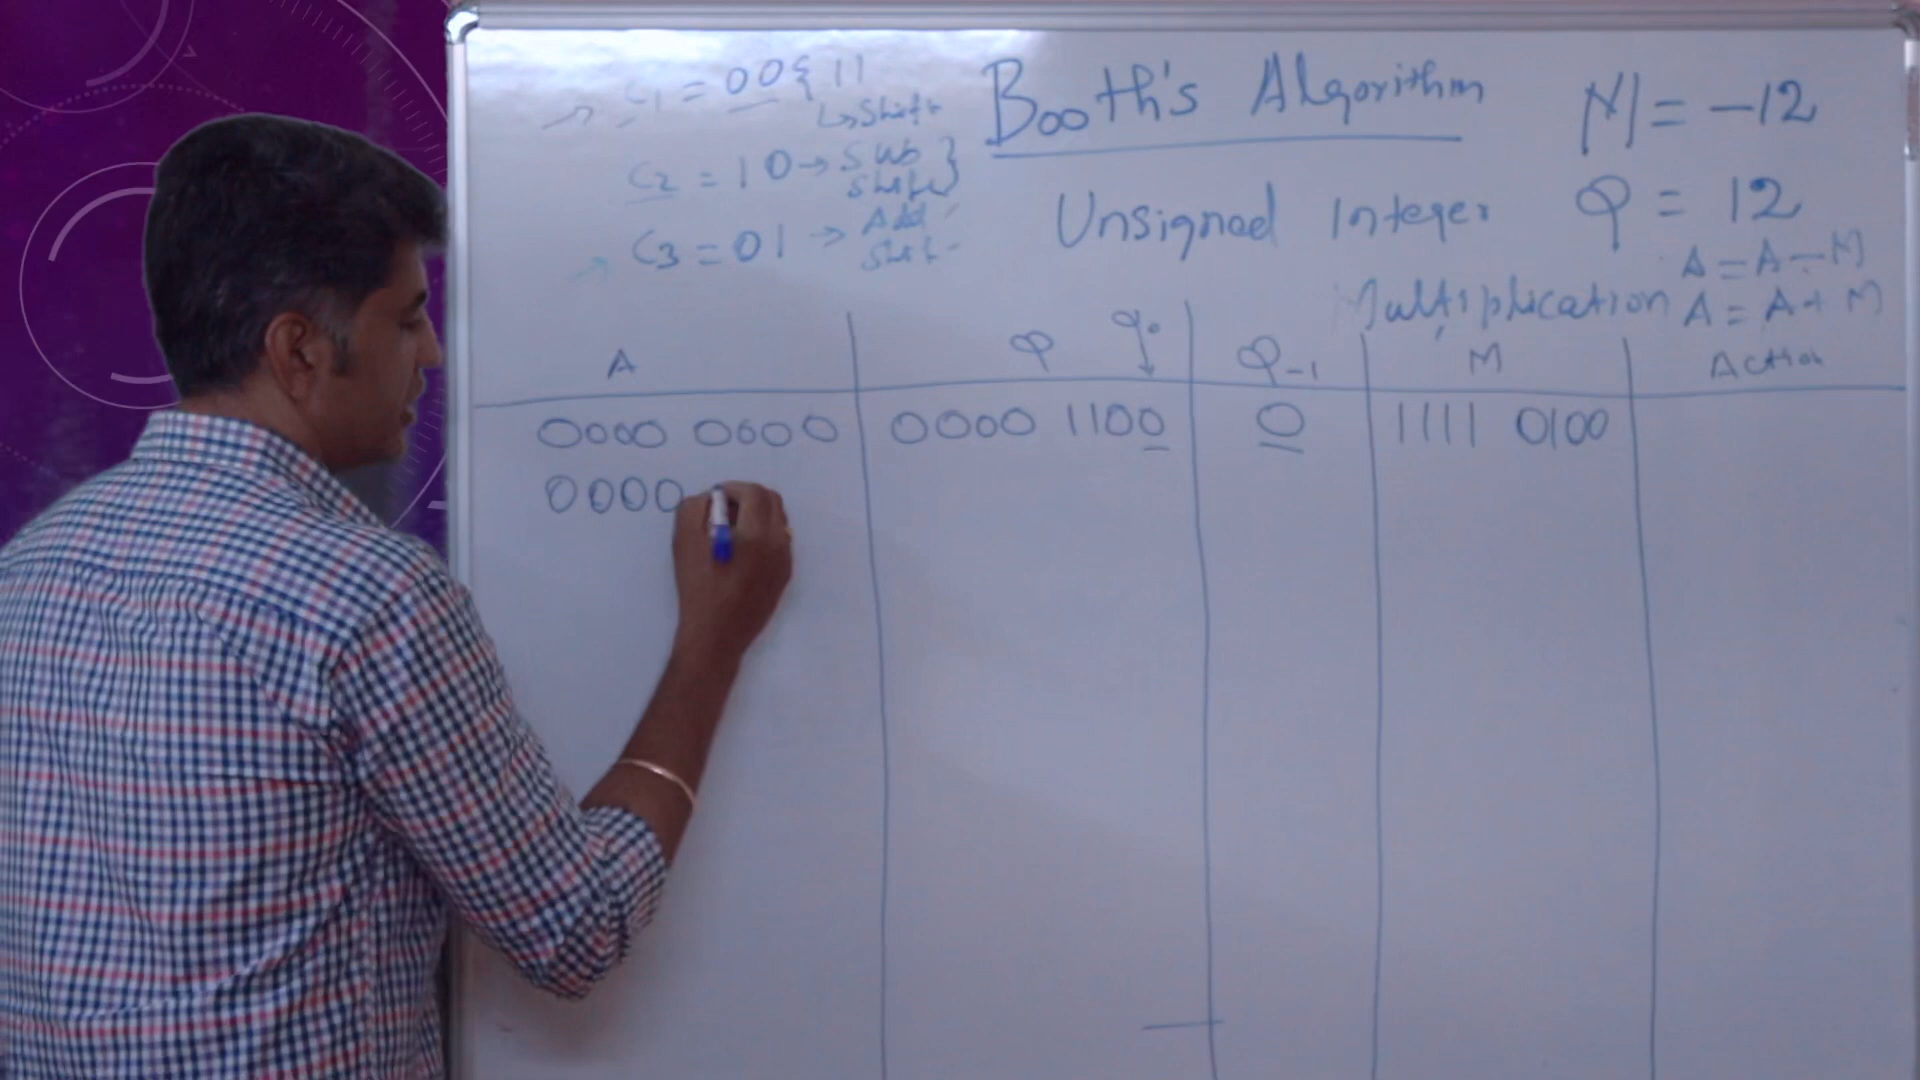 C1 = 00 & 11
↳ Shift
C2 = 10 → Sub }
Shift
C3 = 01 → Add
Shift
Booth's Algorithm
Unsigned Integer
Multiplication
M = -12
Q = 12
A = A - M
A = A + M
A Q q0 Q-1 M Action
0000 0000 0000 1100 0 1111 0100
0000